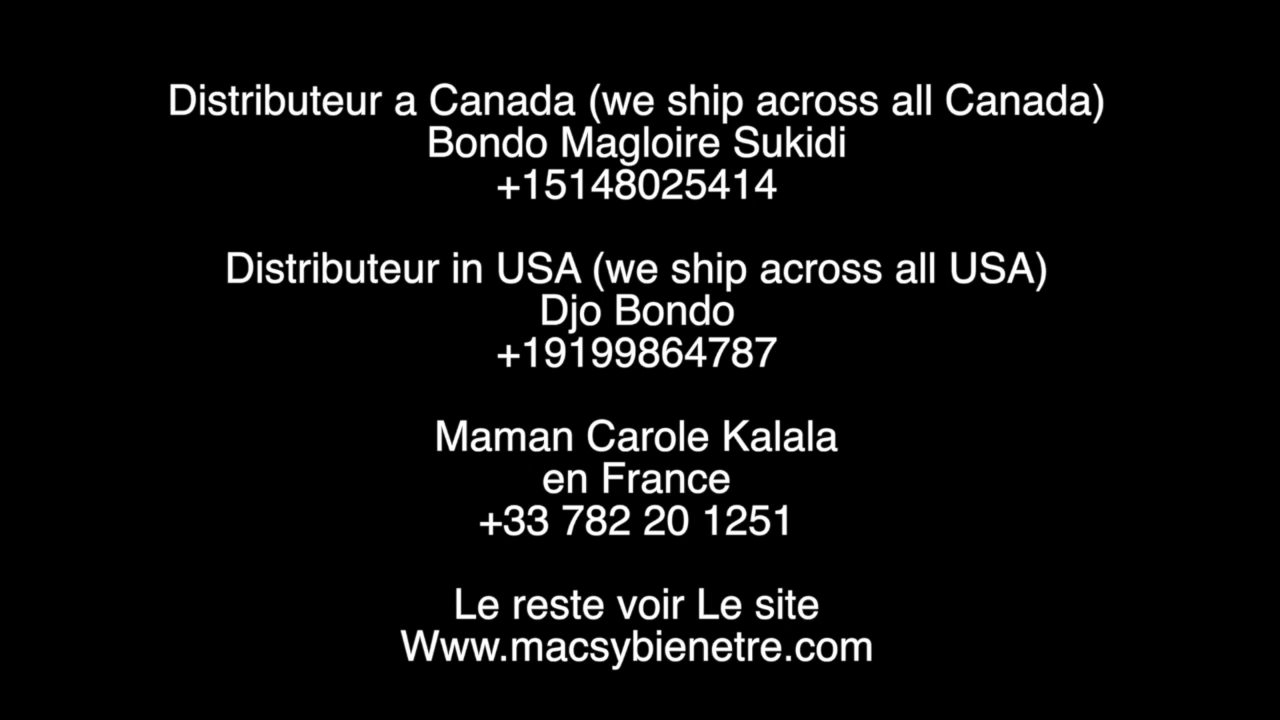 Distributeur a Canada (we ship across all Canada)
Bondo Magloire Sukidi
+15148025414
Distributeur in USA (we ship across all USA)
Djo Bondo
+19199864787
Maman Carole Kalala
en France
+33 782 20 1251
Le reste voir Le site
Www.macsybienetre.com